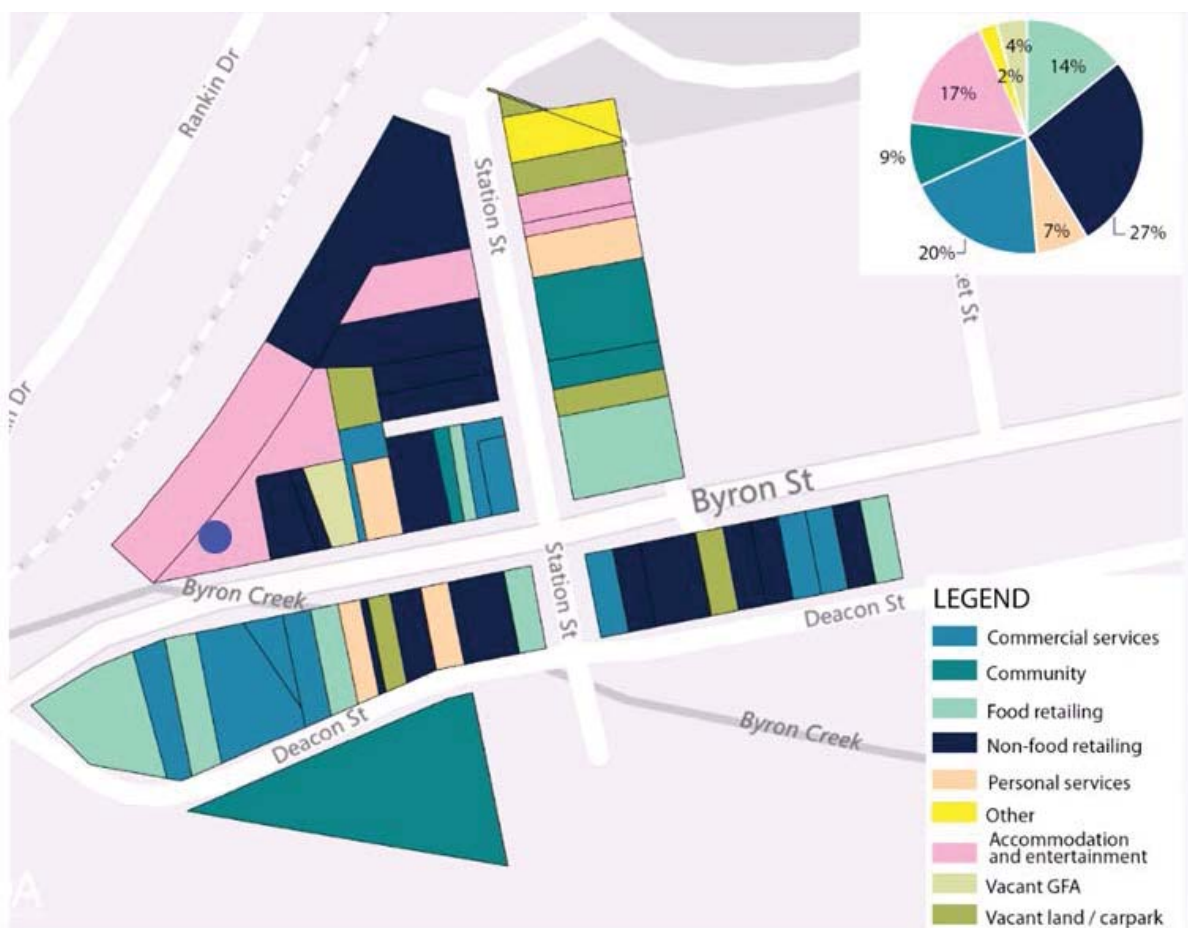 Rankin Dr
Station St
4%
14%
2%
17%
9%
7%
27%
20%
Byron St
Byron Creek
Station St
Deacon St
Deacon St
Byron Creek
LEGEND
Commercial services
Community
Food retailing
Non-food retailing
Personal services
Other
Accommodation
and entertainment
Vacant GFA
Vacant land / carpark